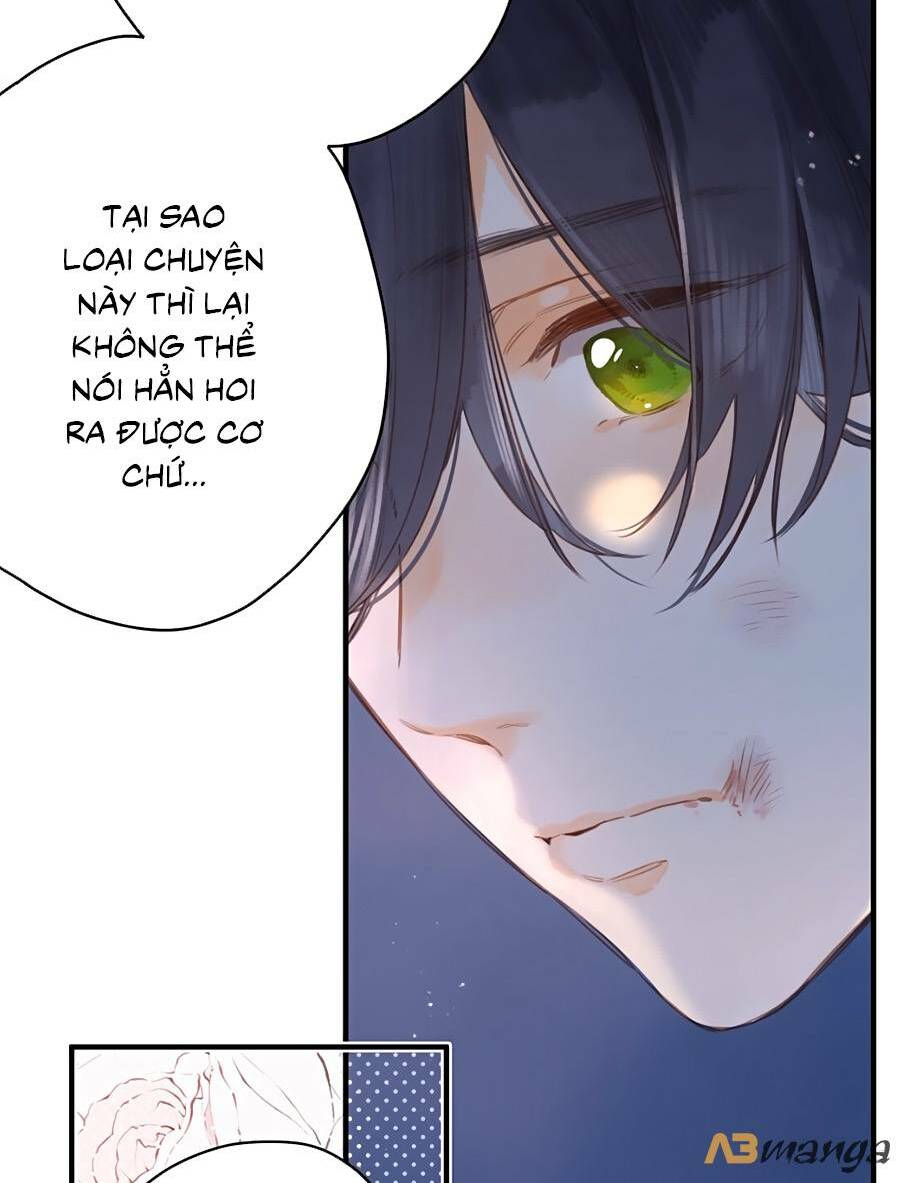 TẠI SAO
LOẠI CHUYỆN
NÀY THÌ LẠI
KHÔNG THỂ
NÓI HẲN HOI
RA ĐƯỢC CƠ
CHỨ...
A3manga